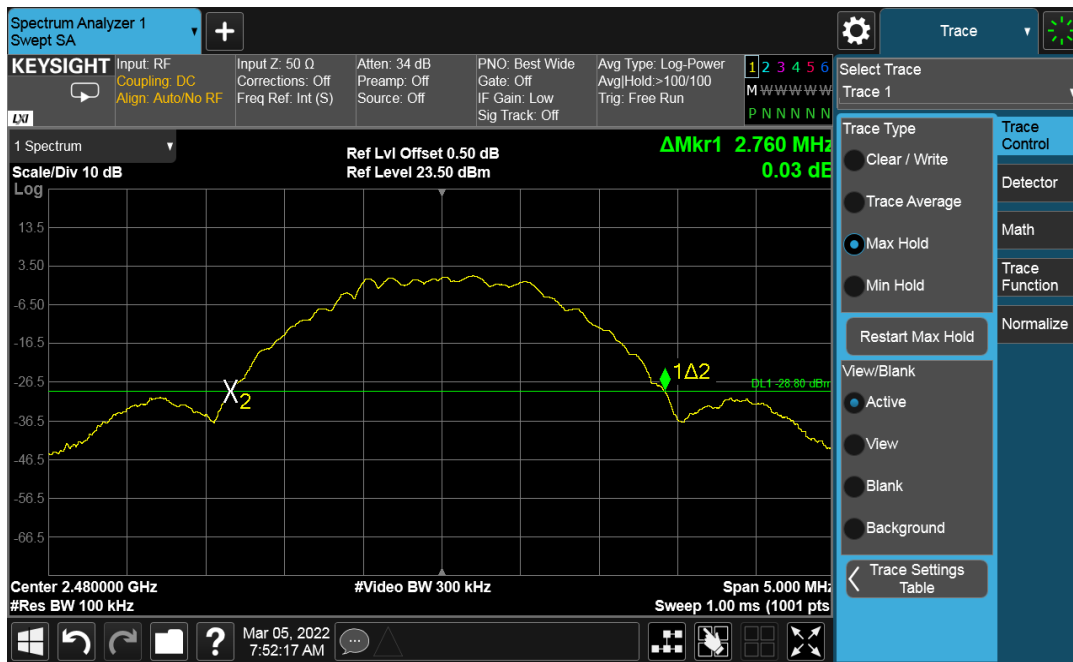 Spectrum Analyzer 1
Swept SA
+
Trace
KEYSIGHT
LXI
Input: RF
Coupling: DC
Align: Auto/No RF
Input Z: 50 Ω
Corrections: Off
Freq Ref: Int (S)
Atten: 34 dB
Preamp: Off
Source: Off
PNO: Best Wide
Gate: Off
IF Gain: Low
Sig Track: Off
Avg Type: Log-Power
Avg|Hold:>100/100
Trig: Free Run
1 2 3 4 5 6
M W W W W W
P N N N N N
Select Trace
Trace 1
1 Spectrum
Scale/Div 10 dB
Ref Lvl Offset 0.50 dB
Ref Level 23.50 dBm
ΔMkr1 2.760 MHz
0.03 dB
Log
13.5
3.50
-6.50
-16.5
-26.5
-36.5
-46.5
-56.5
-66.5
X2
1Δ2
DL1 -28.80 dBm
Center 2.480000 GHz
#Res BW 100 kHz
#Video BW 300 kHz
Span 5.000 MHz
Sweep 1.00 ms (1001 pts
Trace Type
Clear / Write
Trace Average
Max Hold
Min Hold
Restart Max Hold
View/Blank
Active
View
Blank
Background
Trace Settings
Table
Trace
Control
Detector
Math
Trace
Function
Normalize
?
Mar 05, 2022
7:52:17 AM